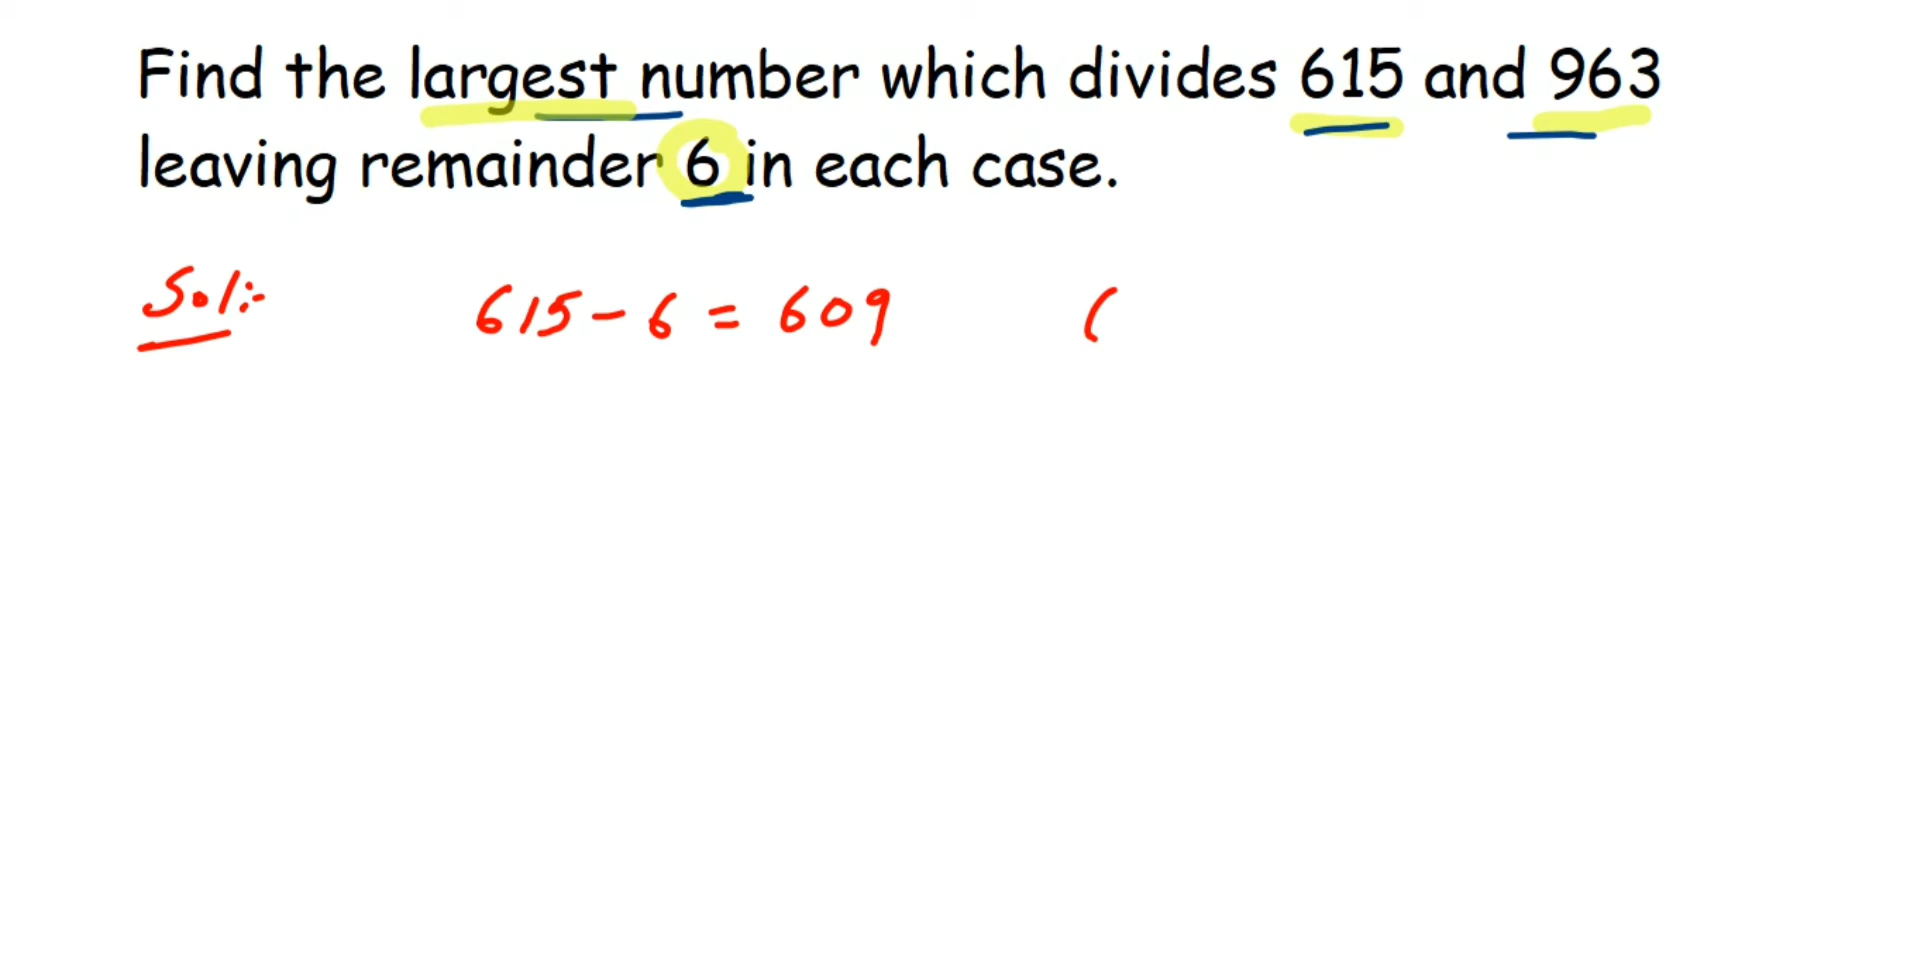 Find the largest number which divides 615 and 963
leaving remainder 6 in each case.
Sol:-
615 - 6 = 609 (